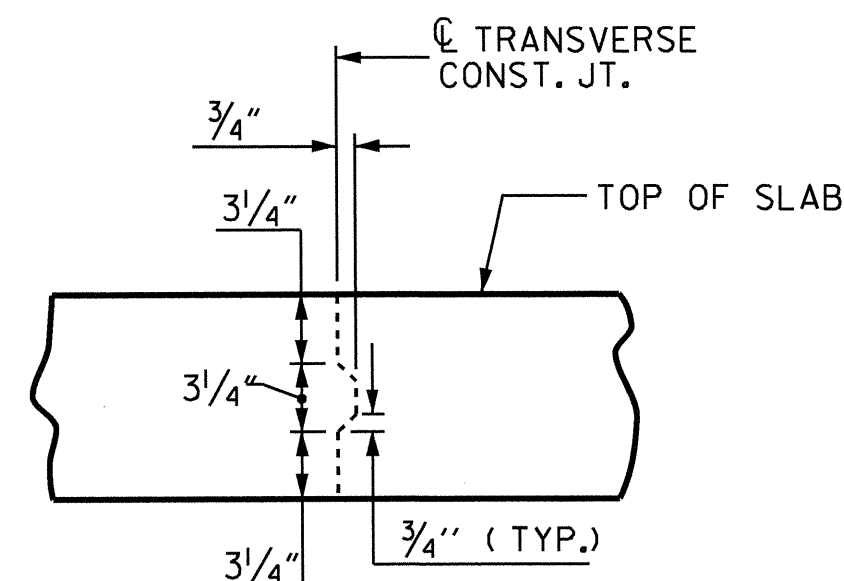 ℄ TRANSVERSE
CONST. JT.
3/4"
3 1/4"
TOP OF SLAB
3 1/4"
3/4'' (TYP.)
3 1/4"